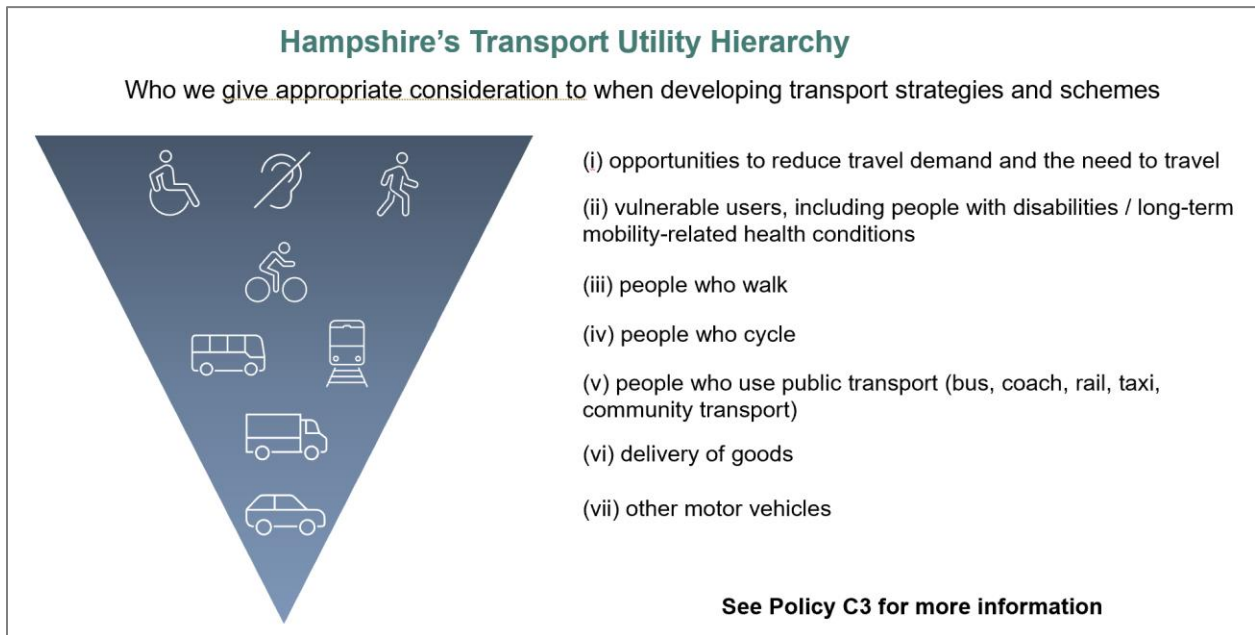 Hampshire’s Transport Utility Hierarchy
Who we give appropriate consideration to when developing transport strategies and schemes
(i) opportunities to reduce travel demand and the need to travel
(ii) vulnerable users, including people with disabilities / long-term
mobility-related health conditions
(iii) people who walk
(iv) people who cycle
(v) people who use public transport (bus, coach, rail, taxi,
community transport)
(vi) delivery of goods
(vii) other motor vehicles
See Policy C3 for more information